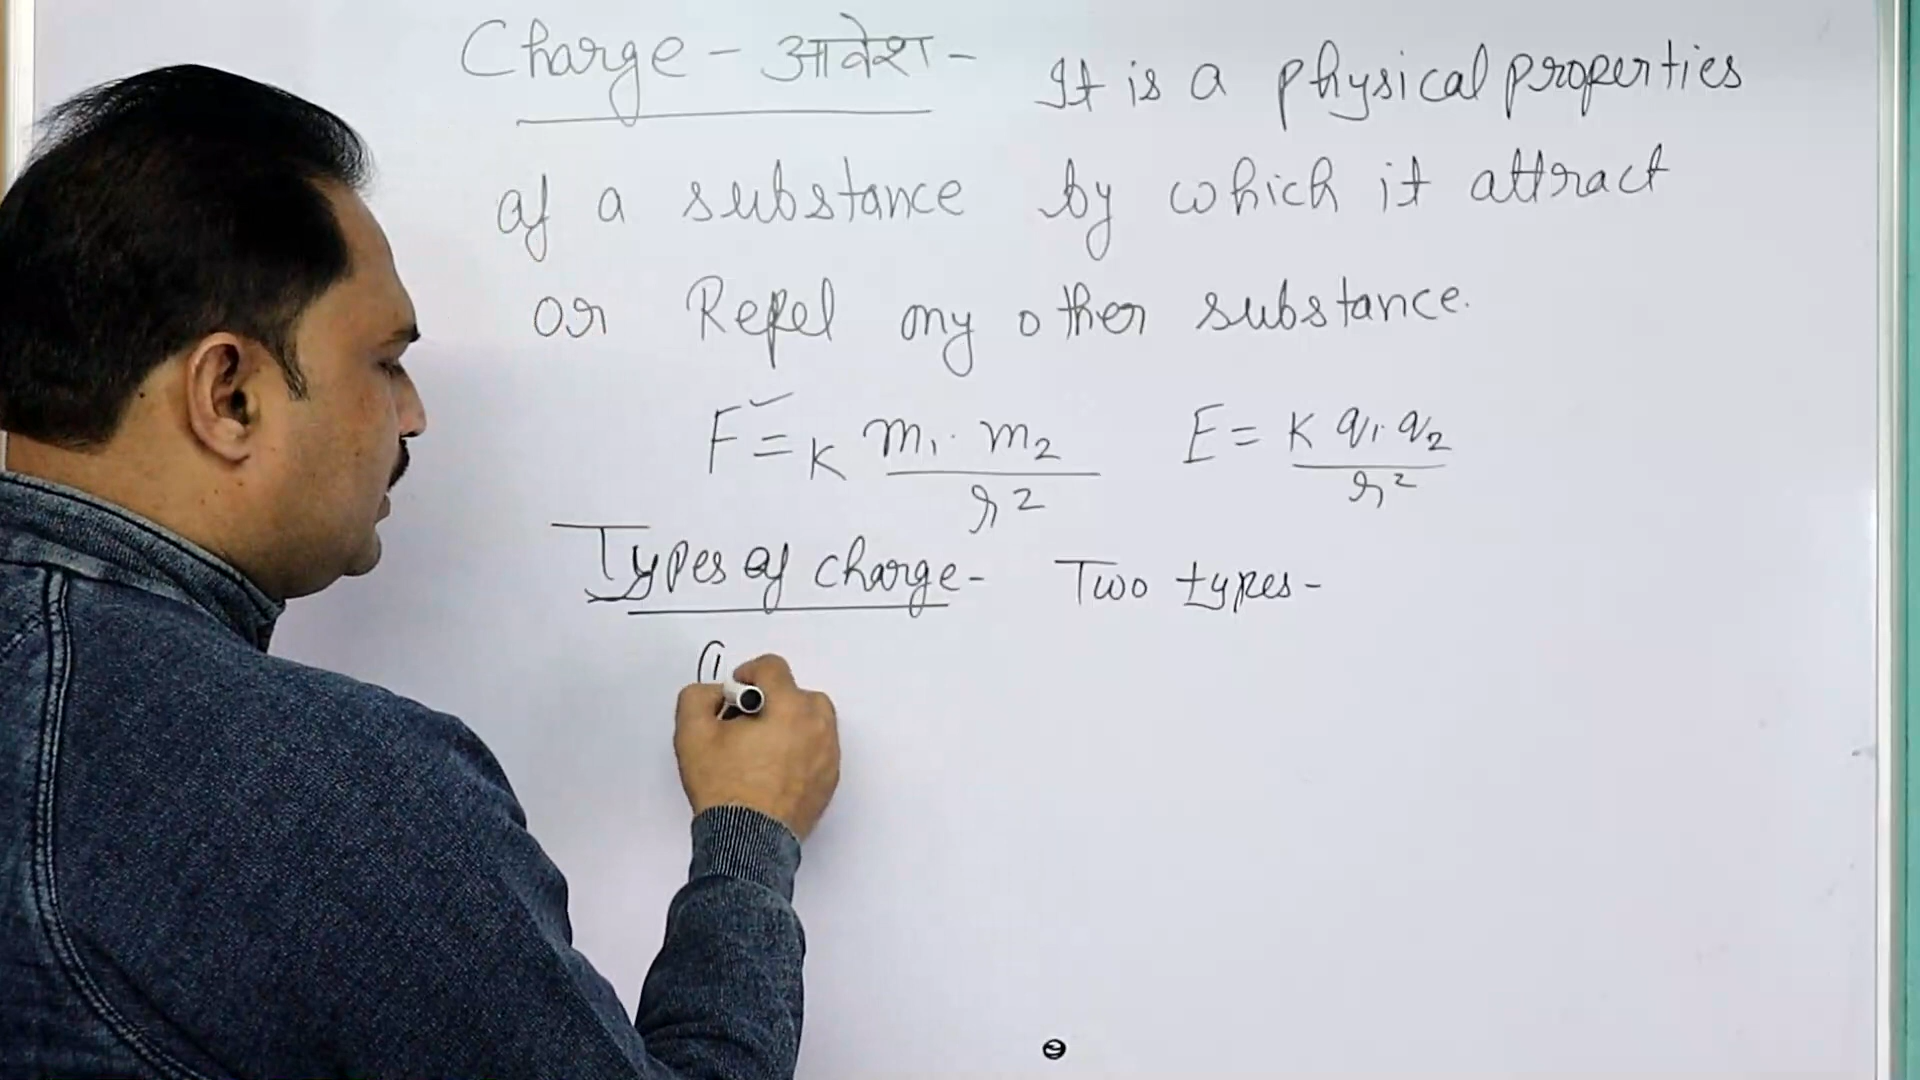 Charge - आवेश - It is a physical properties
of a substance by which it attract
or Repel any other substance.
F = K m₁ . m₂ / r² E = K q₁ . q₂ / r²
Types of charge - Two types -
(1